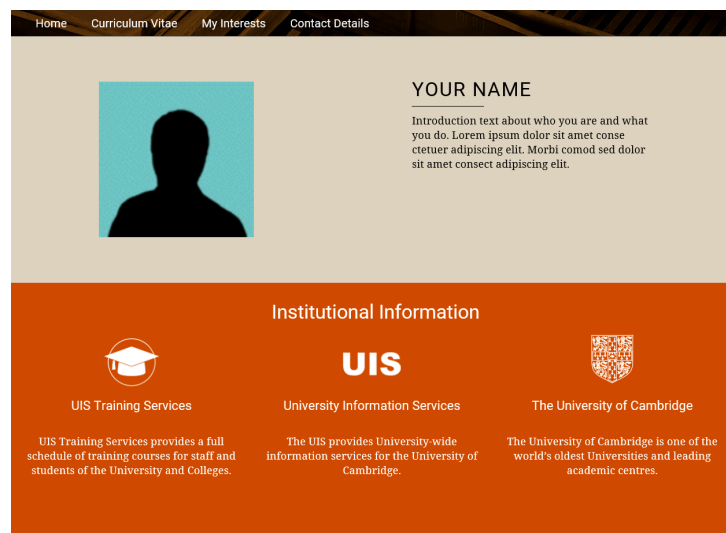 Home Curriculum Vitae My Interests Contact Details
YOUR NAME
Introduction text about who you are and what
you do. Lorem ipsum dolor sit amet conse
ctetuer adipiscing elit. Morbi comod sed dolor
sit amet consect adipiscing elit.
Institutional Information
UIS
UIS Training Services
University Information Services
The University of Cambridge
UIS Training Services provides a full
schedule of training courses for staff and
students of the University and Colleges.
The UIS provides University-wide
information services for the University of
Cambridge.
The University of Cambridge is one of the
world's oldest Universities and leading
academic centres.